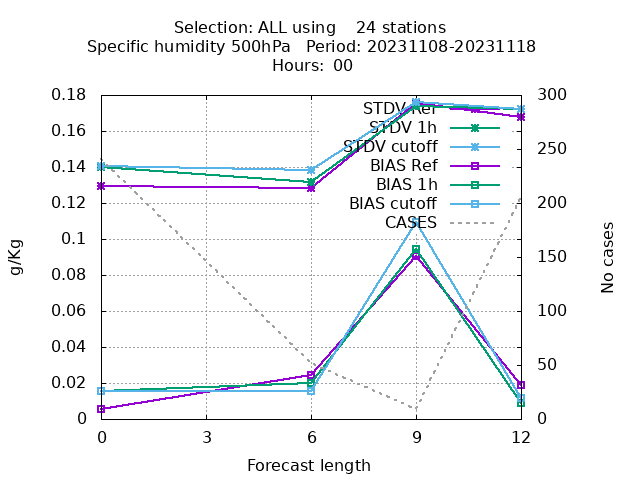 Selection: ALL using 24 stations
Specific humidity 500hPa Period: 20231108-20231118
Hours: 00
0.18
0.16
0.14
0.12
0.1
0.08
0.06
0.04
0.02
0
300
250
200
150
100
50
0
STDV Ref
STDV 1h
STDV cutoff
BIAS Ref
BIAS 1h
BIAS cutoff
CASES
g/Kg
No cases
0 3 6 9 12
Forecast length